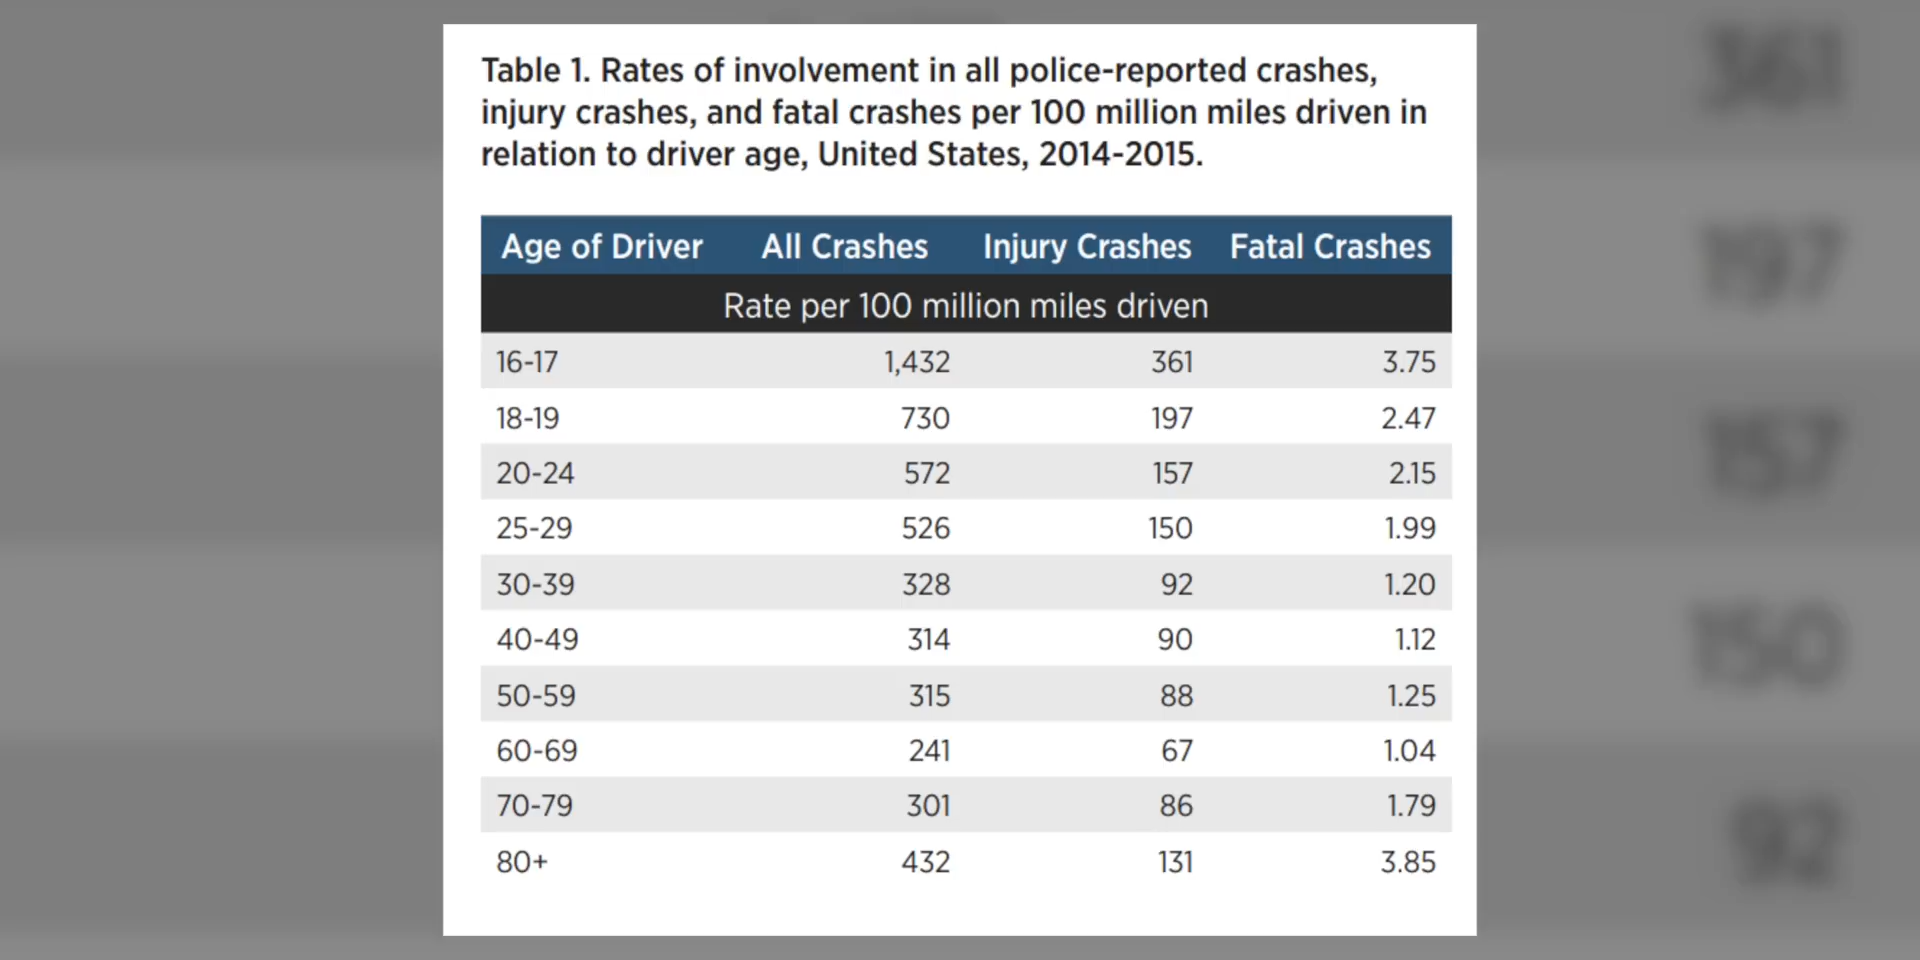 Table 1. Rates of involvement in all police-reported crashes,
injury crashes, and fatal crashes per 100 million miles driven in
relation to driver age, United States, 2014-2015.
Age of Driver All Crashes Injury Crashes Fatal Crashes
Rate per 100 million miles driven
16-17 1,432 361 3.75
18-19 730 197 2.47
20-24 572 157 2.15
25-29 526 150 1.99
30-39 328 92 1.20
40-49 314 90 1.12
50-59 315 88 1.25
60-69 241 67 1.04
70-79 301 86 1.79
80+ 432 131 3.85
361
197
157
150
92